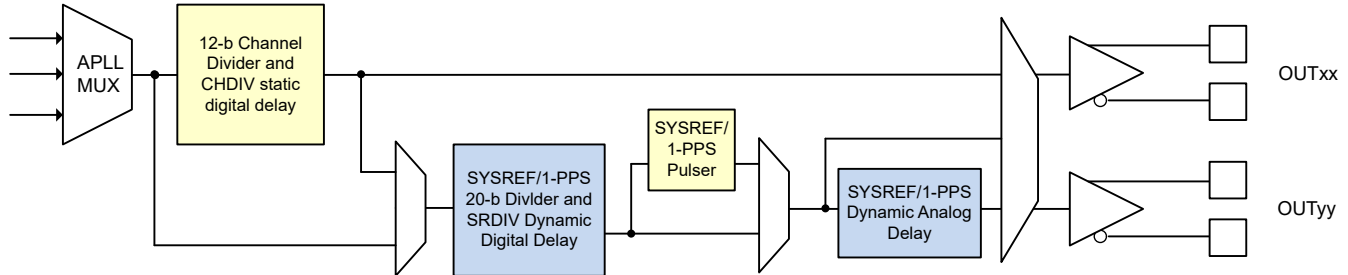 APLL
MUX
12-b Channel
Divider and
CHDIV static
digital delay
SYSREF/1-PPS
20-b Divider and
SRDIV Dynamic
Digital Delay
SYSREF/
1-PPS
Pulser
SYSREF/1-PPS
Dynamic Analog
Delay
OUTxx
OUTyy